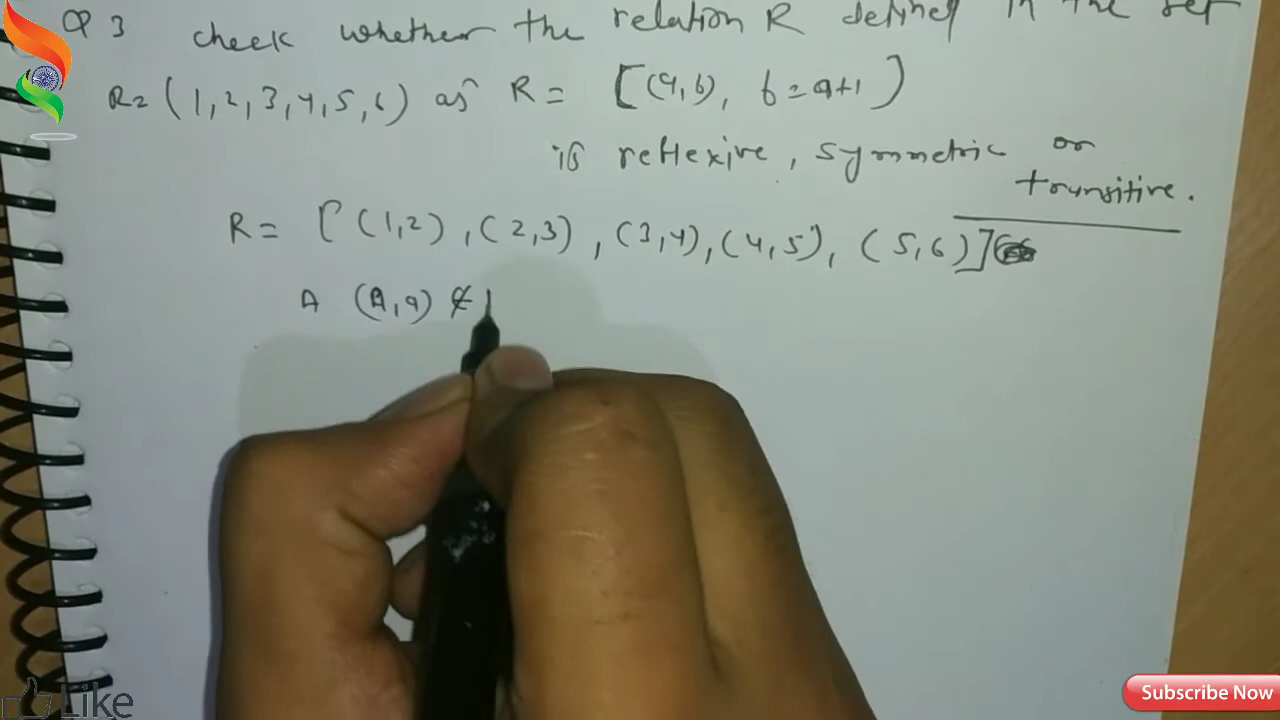 Q 3 check whether the relation R defined in the set
R= (1,2,3,4,5,6) as R= [(a,b), b=a+1)
is reflexive, symmetric or
transitive.
R= [(1,2), (2,3), (3,4), (4,5), (5,6)]
A (a,a) ∉
Like
Subscribe Now